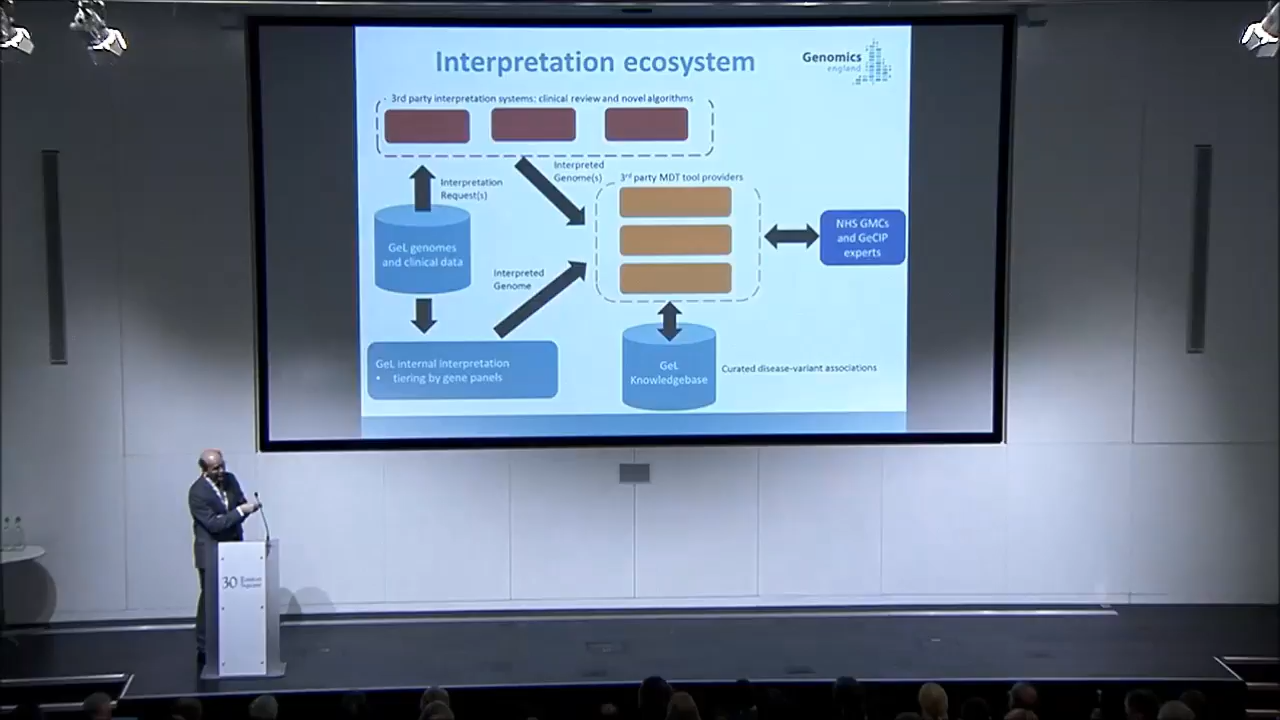 Interpretation ecosystem
Genomics
england
3rd party interpretation systems: clinical review and novel algorithms
Interpretation
Request(s)
Interpreted
Genome(s)
3rd party MDT tool providers
GeL genomes
and clinical data
NHS GMCs
and GeCIP
experts
Interpreted
Genome
GeL internal interpretation
• tiering by gene panels
GeL
Knowledgebase
Curated disease-variant associations
30